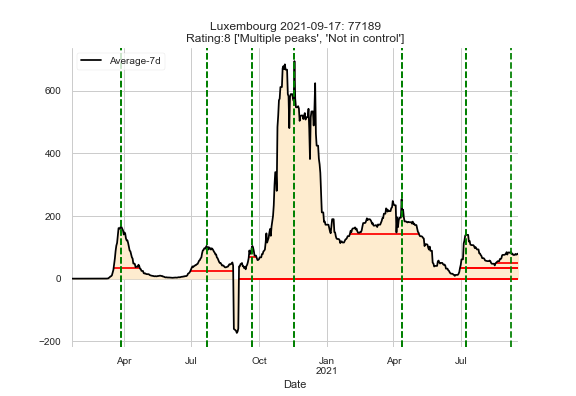 Luxembourg 2021-09-17: 77189
Rating:8 ['Multiple peaks', 'Not in control']
Average-7d
600
400
200
0
−200
Apr
Jul
Oct
Jan
2021
Apr
Jul
Date